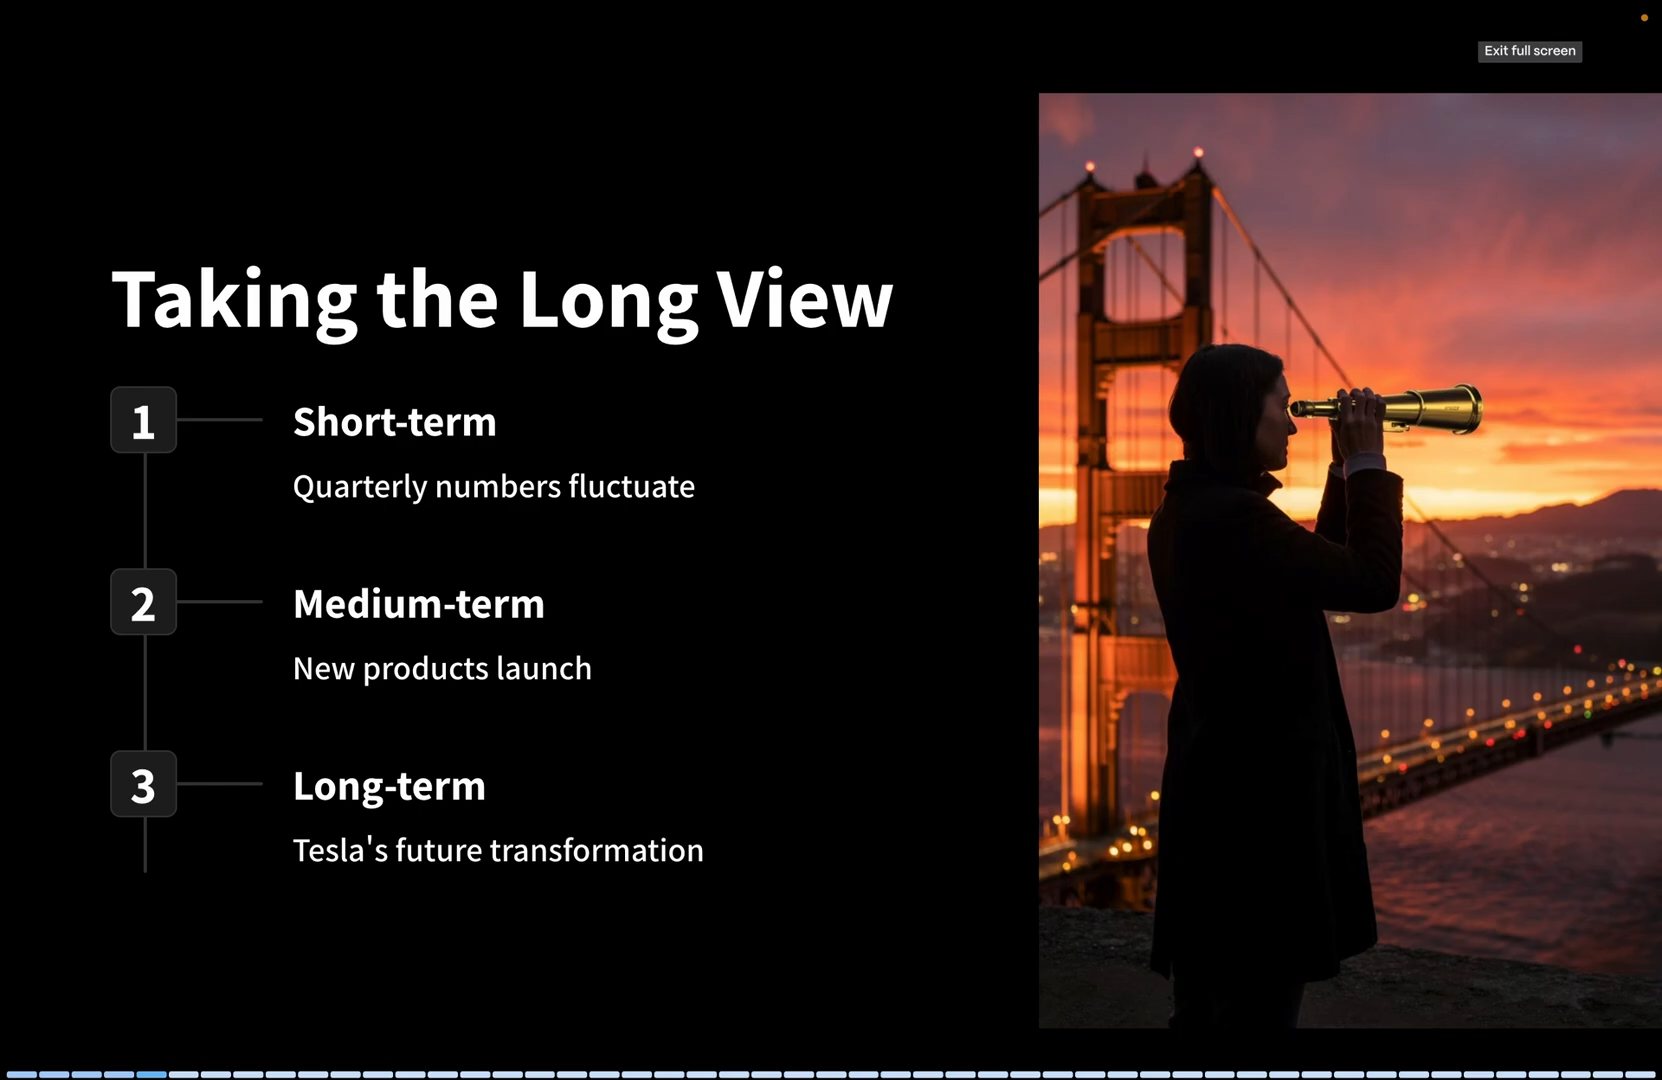 Exit full screen
Taking the Long View
1
Short-term
Quarterly numbers fluctuate
2
Medium-term
New products launch
3
Long-term
Tesla's future transformation